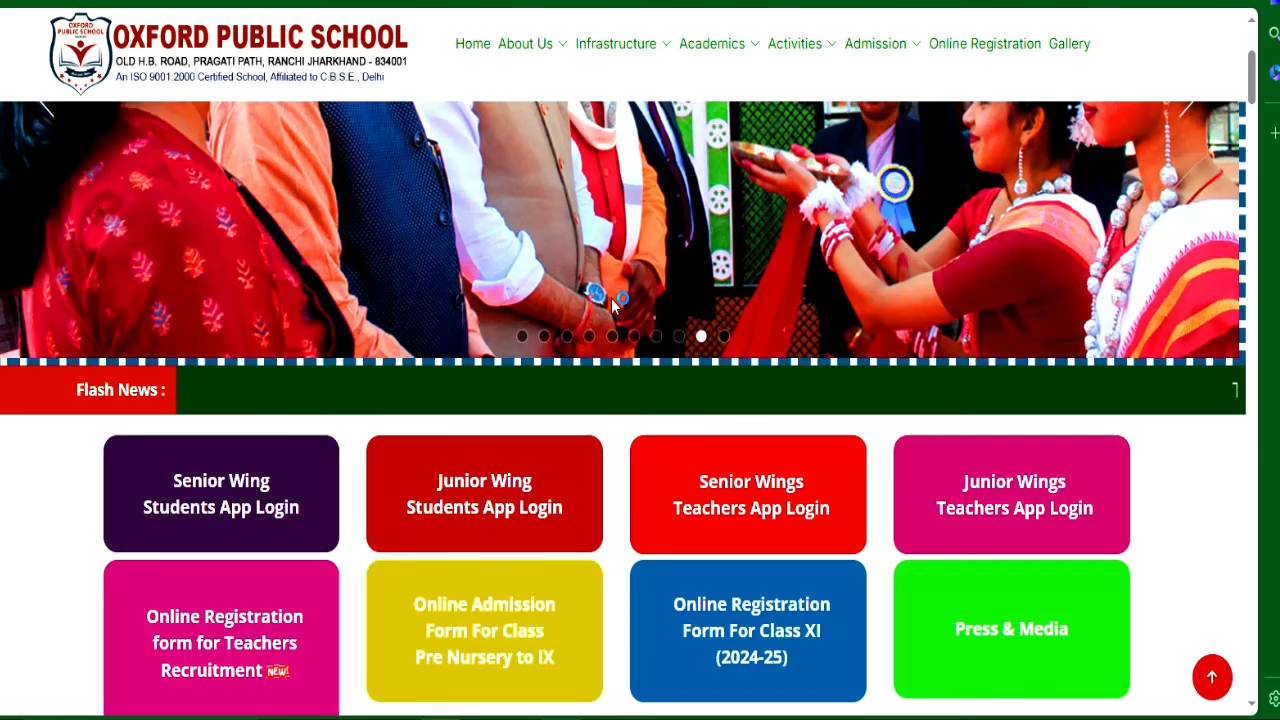 OXFORD
PUBLIC SCHOOL
OXFORD PUBLIC SCHOOL
OLD H.B. ROAD, PRAGATI PATH, RANCHI JHARKHAND - 834001
An ISO 9001:2000 Certified School, Affiliated to C.B.S.E., Delhi
Home About Us Infrastructure Academics Activities Admission Online Registration Gallery
Flash News :
Senior Wing
Students App Login
Junior Wing
Students App Login
Senior Wings
Teachers App Login
Junior Wings
Teachers App Login
Online Registration
form for Teachers
Recruitment NEW!
Online Admission
Form For Class
Pre Nursery to IX
Online Registration
Form For Class XI
(2024-25)
Press & Media